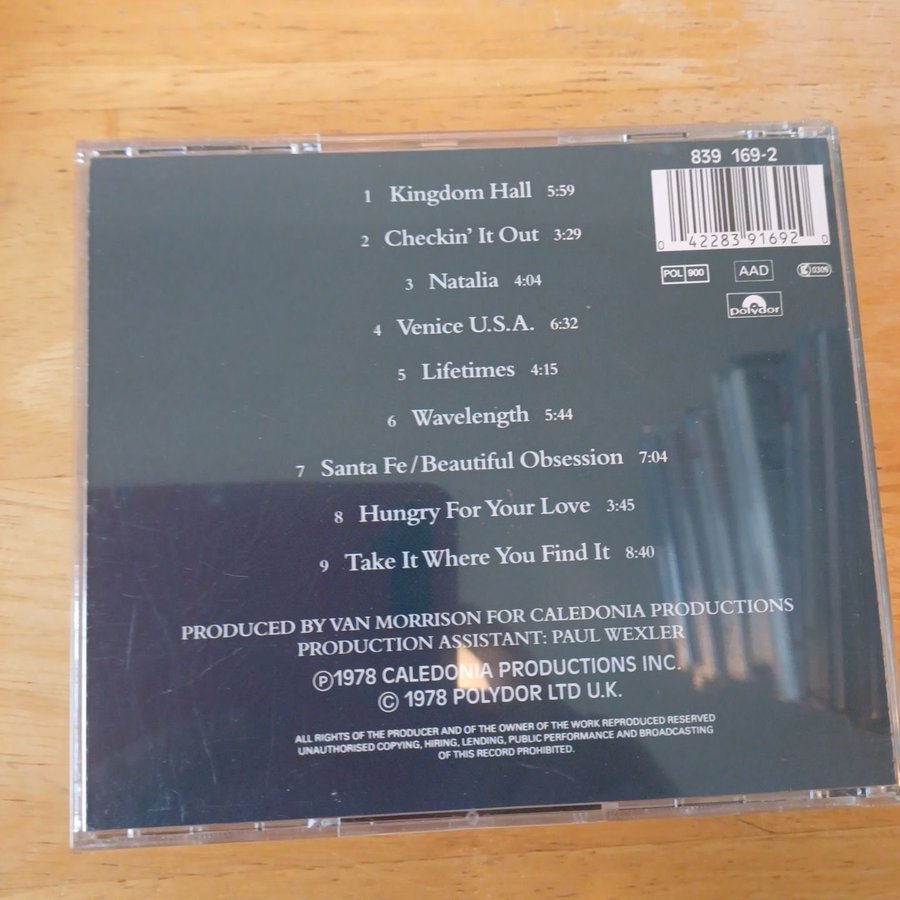 839 169-2
0 42283 91692 0
POL 900 AAD 0309
polydor
1 Kingdom Hall 5:59
2 Checkin' It Out 3:29
3 Natalia 4:04
4 Venice U.S.A. 6:32
5 Lifetimes 4:15
6 Wavelength 5:44
7 Santa Fe/Beautiful Obsession 7:04
8 Hungry For Your Love 3:45
9 Take It Where You Find It 8:40
PRODUCED BY VAN MORRISON FOR CALEDONIA PRODUCTIONS
PRODUCTION ASSISTANT: PAUL WEXLER
℗1978 CALEDONIA PRODUCTIONS INC.
© 1978 POLYDOR LTD U.K.
ALL RIGHTS OF THE PRODUCER AND OF THE OWNER OF THE WORK REPRODUCED RESERVED
UNAUTHORISED COPYING, HIRING, LENDING, PUBLIC PERFORMANCE AND BROADCASTING
OF THIS RECORD PROHIBITED.